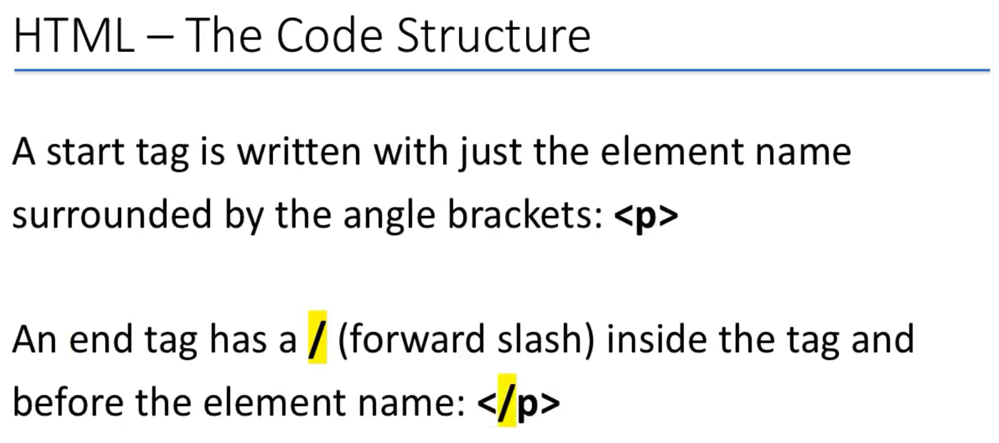 HTML – The Code Structure
A start tag is written with just the element name
surrounded by the angle brackets: <p>
An end tag has a / (forward slash) inside the tag and
before the element name: </p>